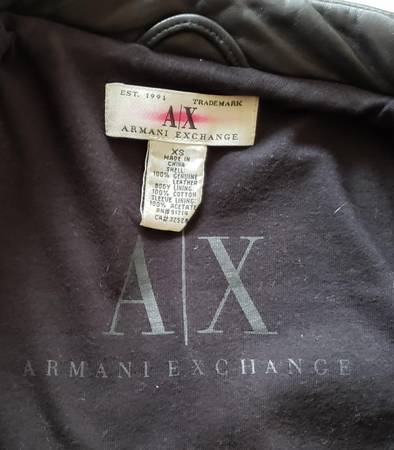 EST. 1991 TRADEMARK
A|X
ARMANI EXCHANGE
XS
MADE IN
CHINA
SHELL:
100% GENUINE
LEATHER
BODY LINING:
100% COTTON
SLEEVE LINING:
100% ACETATE
A|X
ARMANI EXCHANGE